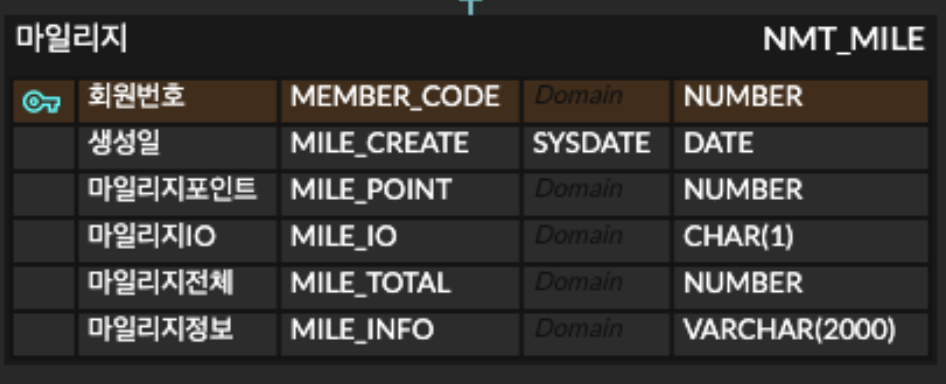 마일리지 NMT_MILE
회원번호 MEMBER_CODE Domain NUMBER
생성일 MILE_CREATE SYSDATE DATE
마일리지포인트 MILE_POINT Domain NUMBER
마일리지IO MILE_IO Domain CHAR(1)
마일리지전체 MILE_TOTAL Domain NUMBER
마일리지정보 MILE_INFO Domain VARCHAR(2000)